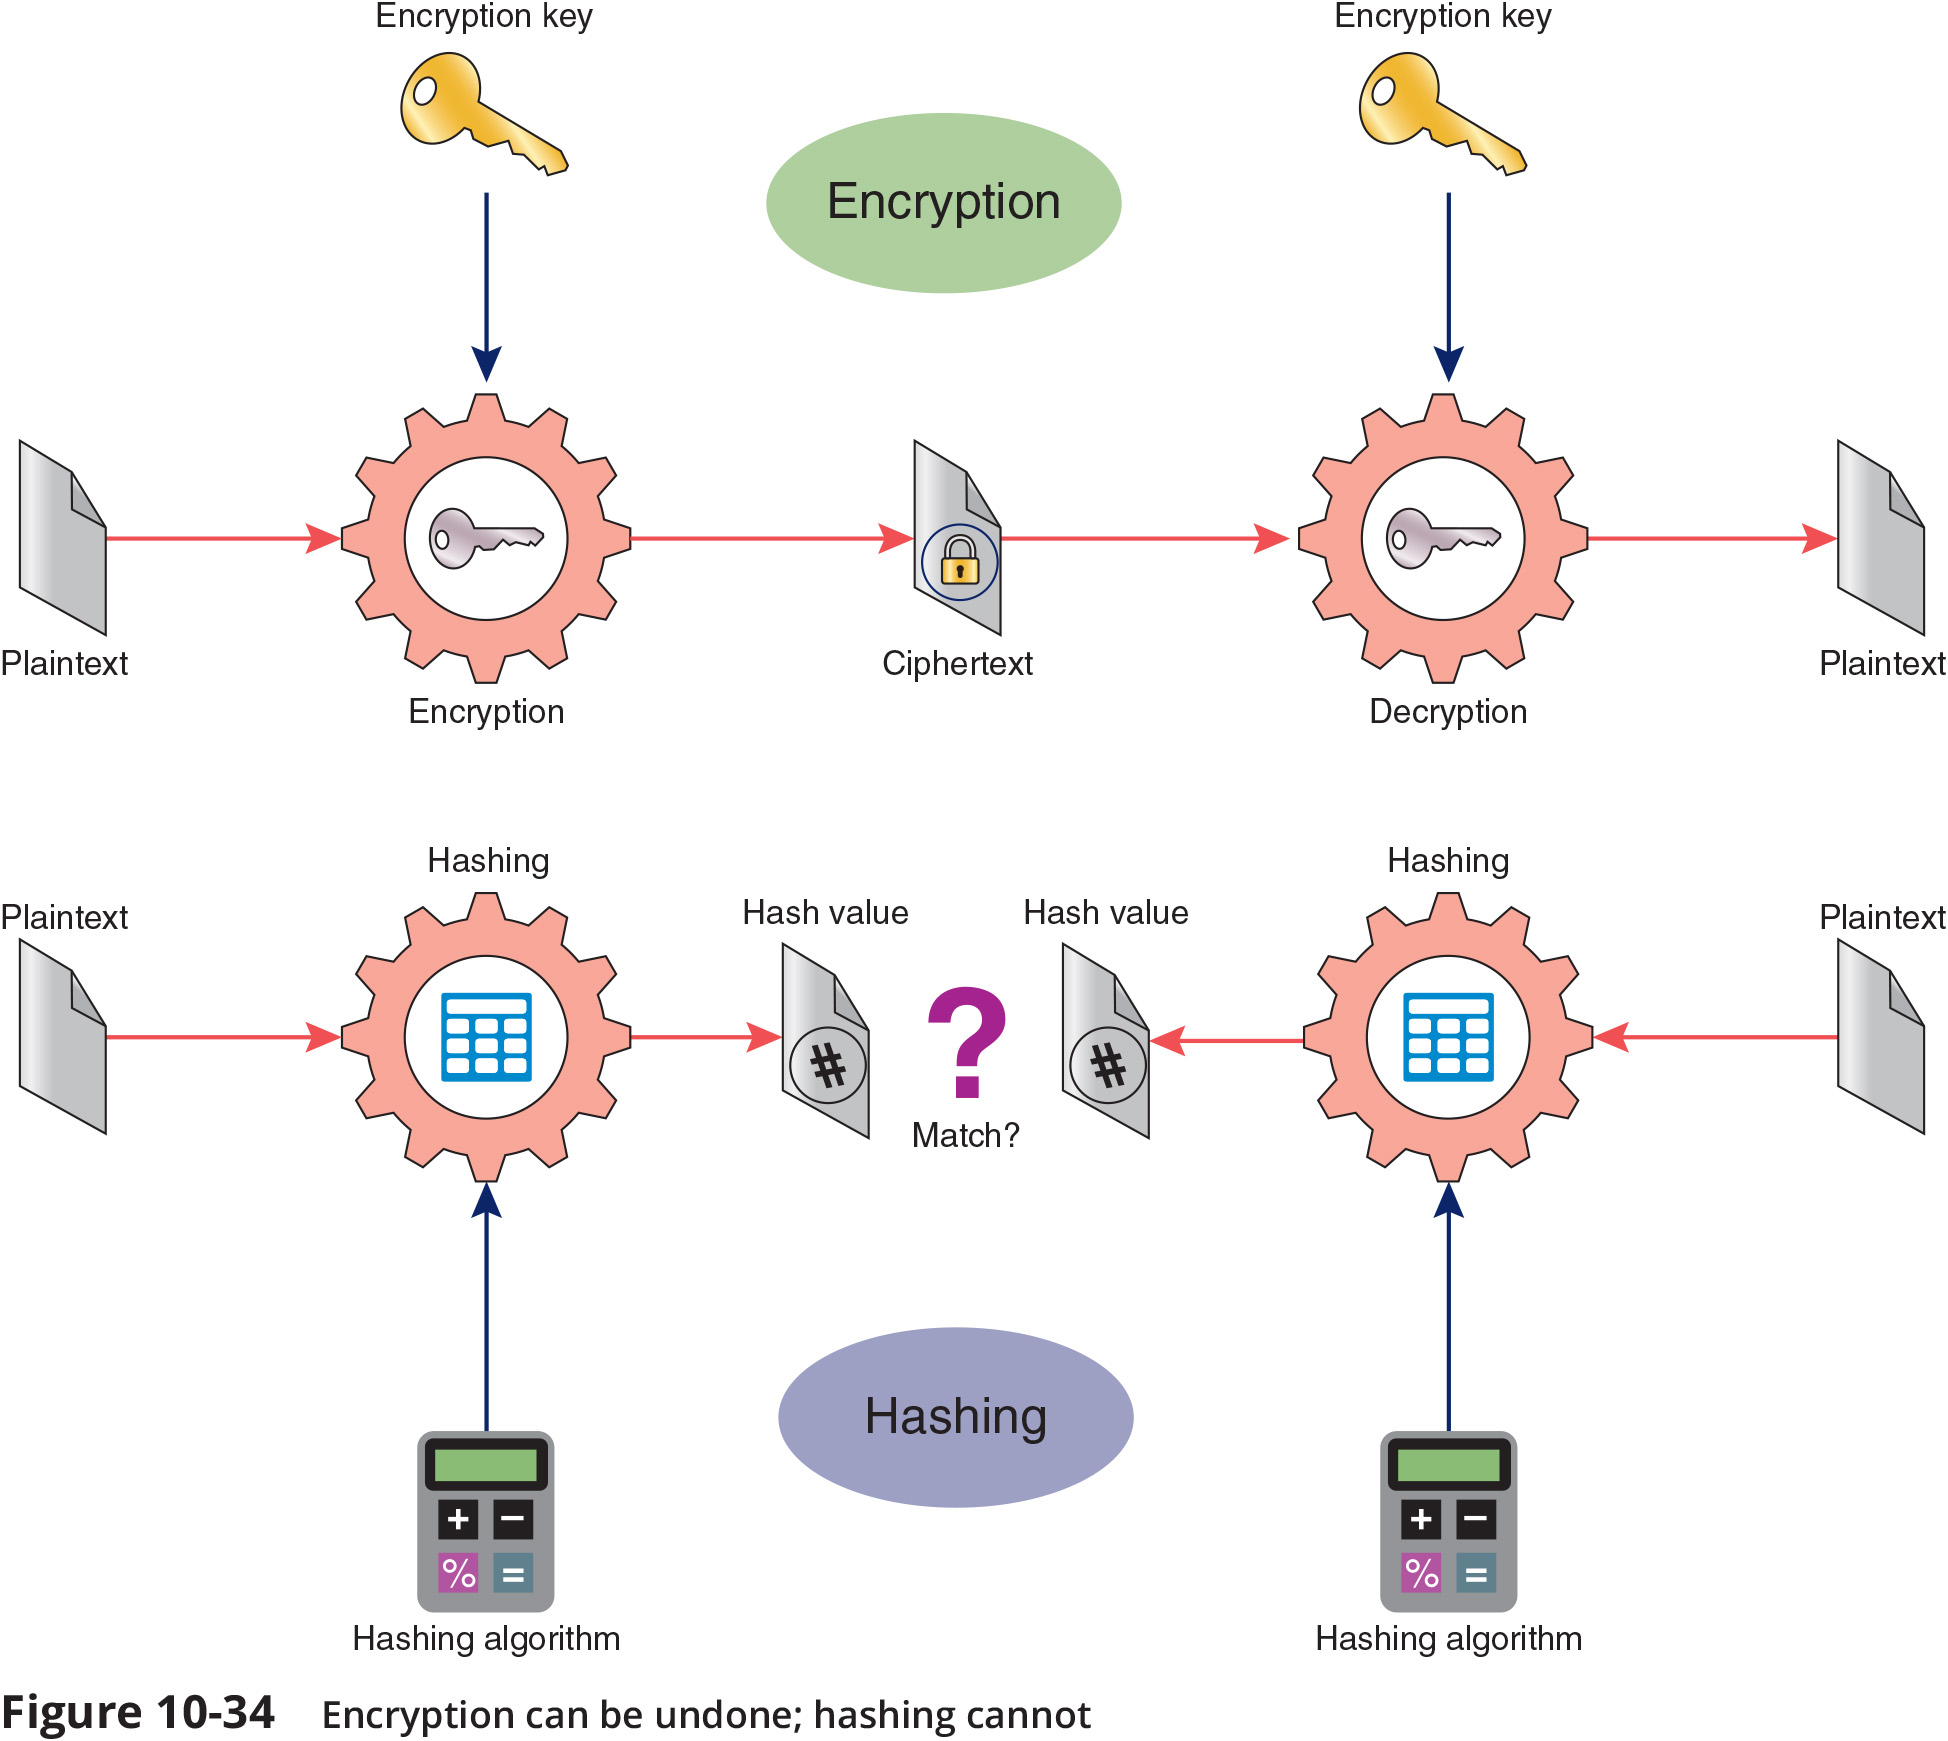 Encryption key
Encryption key
Encryption
Plaintext
Ciphertext
Plaintext
Encryption
Decryption
Hashing
Hashing
Plaintext
Hash value
Hash value
Plaintext
#
?
#
Match?
Hashing
+ −
+ −
% =
% =
Hashing algorithm
Hashing algorithm
Figure 10-34 Encryption can be undone; hashing cannot